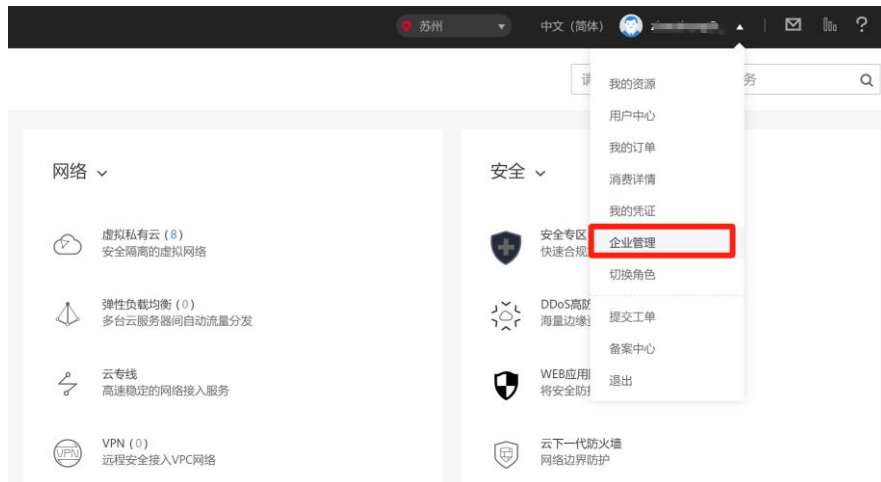 苏州
中文（简体）
?
我的资源
用户中心
我的订单
消费详情
我的凭证
企业管理
切换角色
提交工单
备案中心
退出
务
网络
虚拟私有云 (8)
安全隔离的虚拟网络
弹性负载均衡 (0)
多台云服务器间自动流量分发
云专线
高速稳定的网络接入服务
VPN (0)
VPN
远程安全接入VPC网络
安全
安全专区
快速合规
DDoS高防
海量边缘
WEB应用
将安全防
云下一代防火墙
网络边界防护